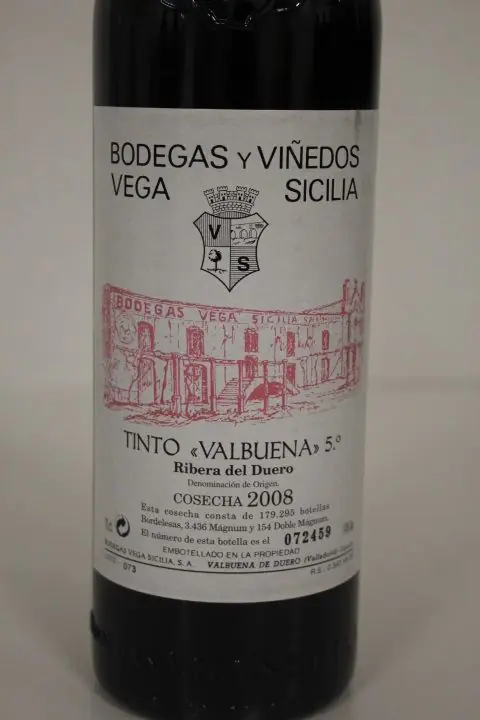 BODEGAS Y VIÑEDOS
VEGA SICILIA
V
S
BODEGAS VEGA SICILIA
TINTO «VALBUENA» 5.º
Ribera del Duero
Denominación de Origen.
COSECHA 2008
Esta cosecha consta de 179.295 botellas
Bordelesas, 3.436 Mágnum y 154 Doble Mágnum.
El número de esta botella es el 072459
EMBOTELLADO EN LA PROPIEDAD
BODEGAS VEGA SICILIA, S.A. VALBUENA DE DUERO (Valladolid)
073